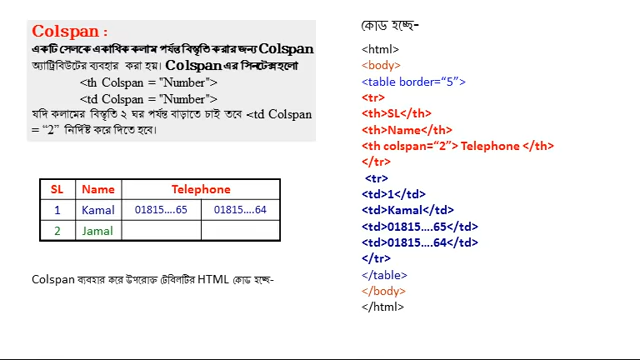 Colspan :
একটি সেলকে একাধিক কলাম পর্যন্ত বিস্তৃতি করার জন্য Colspan
অ্যাট্রিবিউটের ব্যবহার করা হয়। Colspan এর সিনটেক্স হলো
<th Colspan = "Number">
<td Colspan = "Number">
যদি কলামের বিস্তৃতি ২ ঘর পর্যন্ত বাড়াতে চাই তবে <td Colspan
= “2” নির্দিষ্ট করে দিতে হবে।
SL Name Telephone
1 Kamal 01815....65 01815....64
2 Jamal
Colspan ব্যবহার করে উপরোক্ত টেবিলটির HTML কোড হচ্ছে-
কোড হচ্ছে-
<html>
<body>
<table border=“5”>
<tr>
<th>SL</th>
<th>Name</th>
<th colspan=“2”> Telephone </th>
</tr>
<tr>
<td>1</td>
<td>Kamal</td>
<td>01815....65</td>
<td>01815....64</td>
</tr>
</table>
</body>
</html>